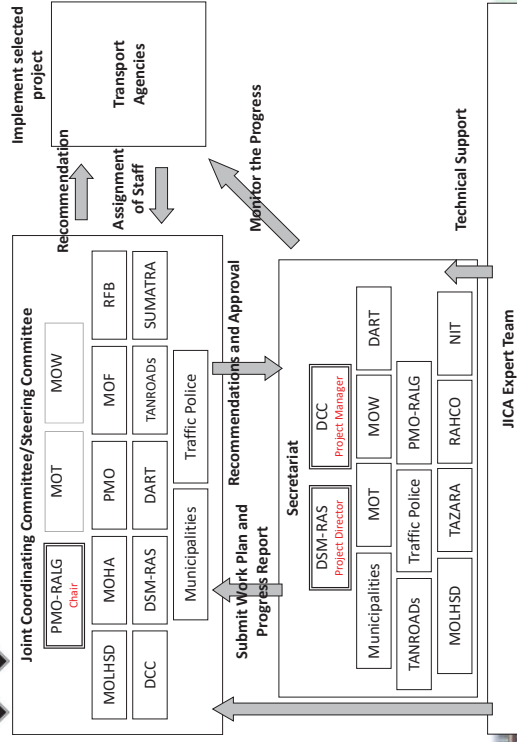 Joint Coordinating Committee/Steering Committee
PMO-RALG
Chair
MOT
MOW
MOLHSD
MOHA
PMO
MOF
RFB
DCC
DSM-RAS
DART
TANROADs
SUMATRA
Municipalities
Traffic Police
Recommendation
Assignment
of Staff
Implement selected
project
Transport
Agencies
Submit Work Plan and
Progress Report
Recommendations and Approval
Monitor the Progress
Secretariat
DSM-RAS
Project Director
DCC
Project Manager
Municipalities
MOT
MOW
DART
TANROADs
Traffic Police
PMO-RALG
MOLHSD
TAZARA
RAHCO
NIT
Technical Support
JICA Expert Team